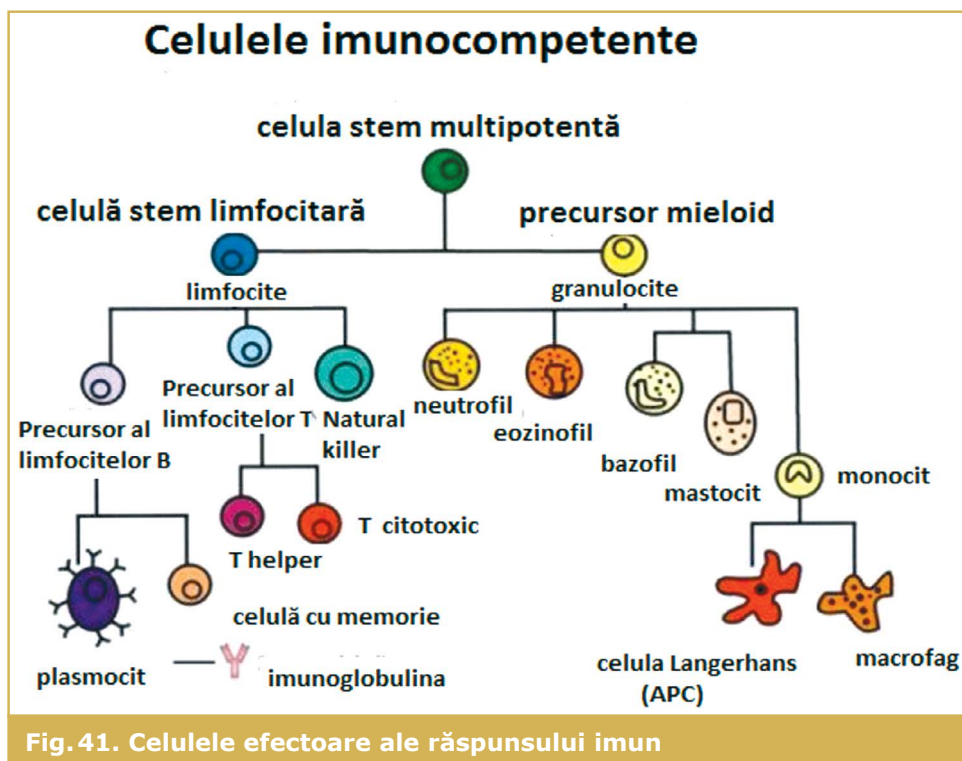 Celulele imunocompetente
celula stem multipotentă
celulă stem limfocitară
precursor mieloid
limfocite
granulocite
Precursor al
limfocitelor B
Precursor al
limfocitelor T
Natural
killer
neutrofil
eozinofil
bazofil
mastocit
monocit
T helper
T citotoxic
plasmocit
celulă cu memorie
imunoglobulina
celula Langerhans
(APC)
macrofag
Fig. 41. Celulele efectoare ale răspunsului imun